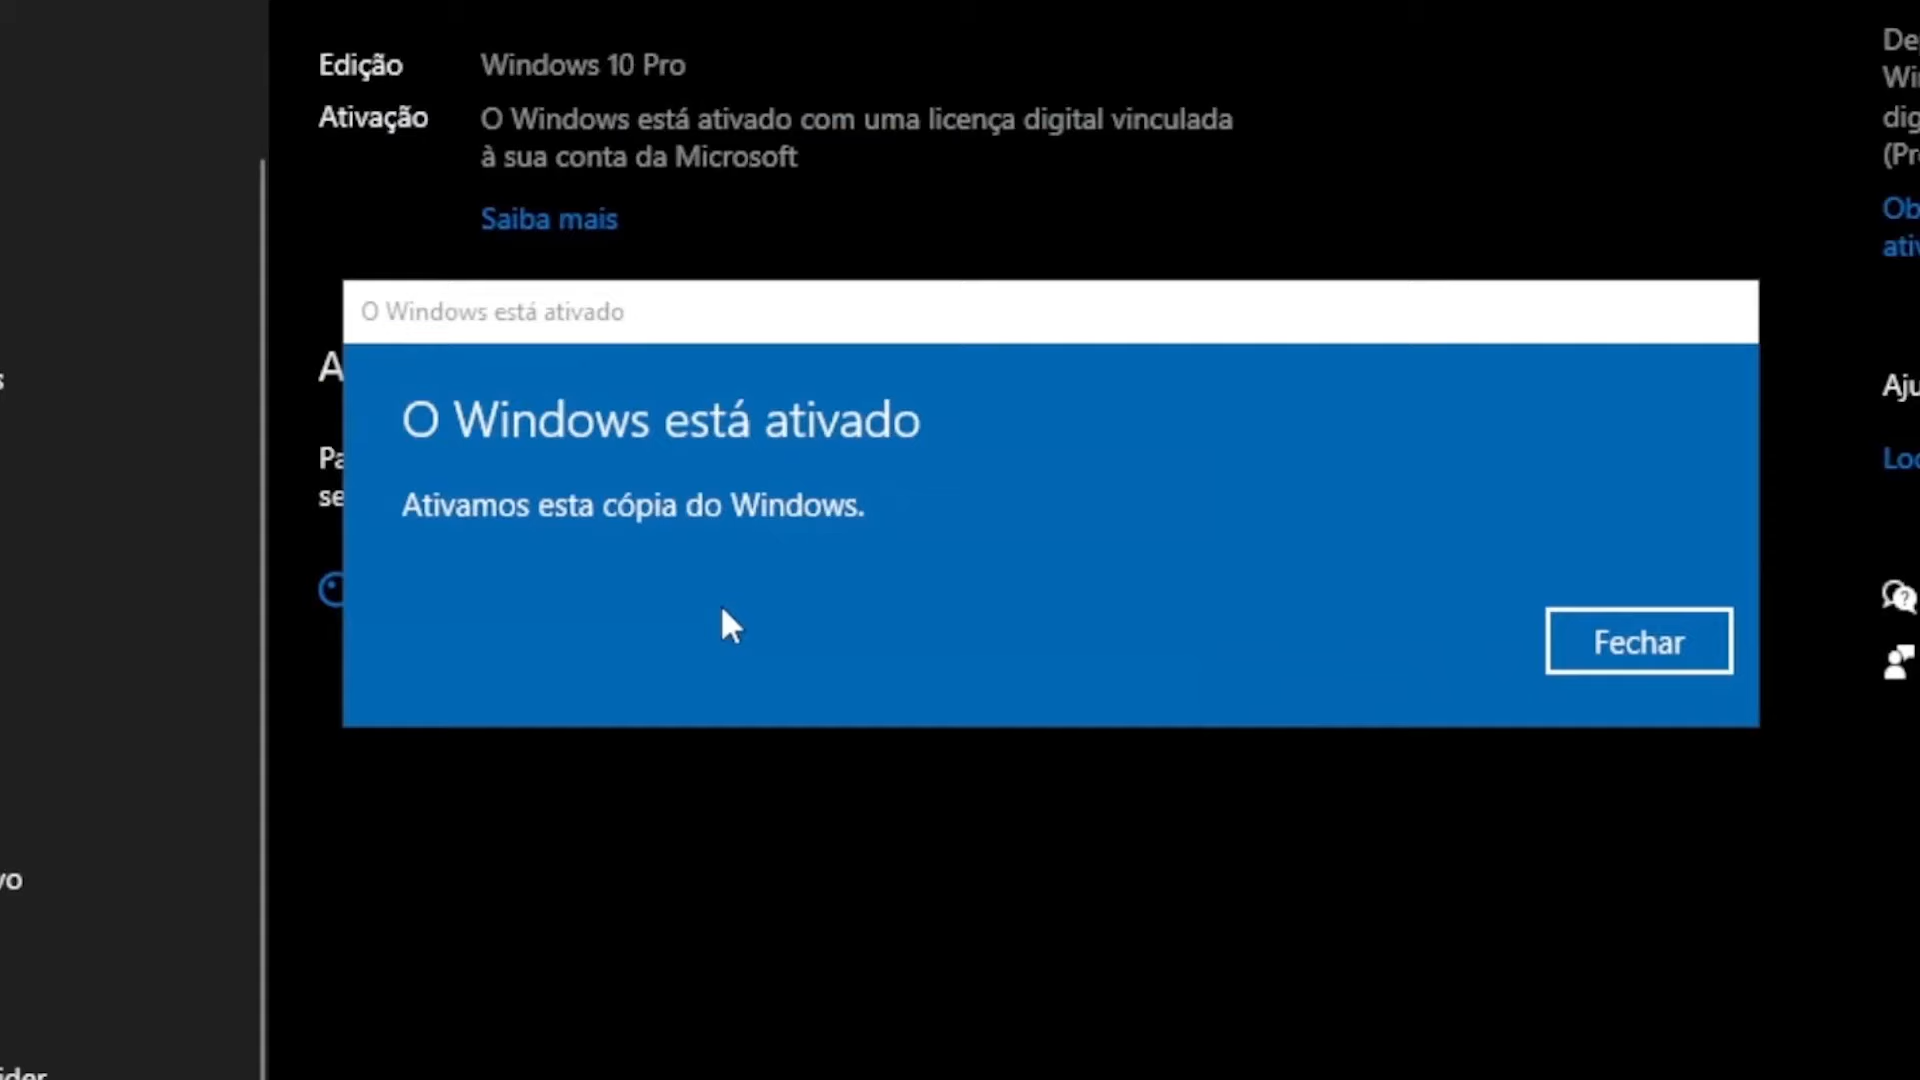 Edição
Windows 10 Pro
Ativação
O Windows está ativado com uma licença digital vinculada
à sua conta da Microsoft
Saiba mais
O Windows está ativado
O Windows está ativado
Ativamos esta cópia do Windows.
Fechar